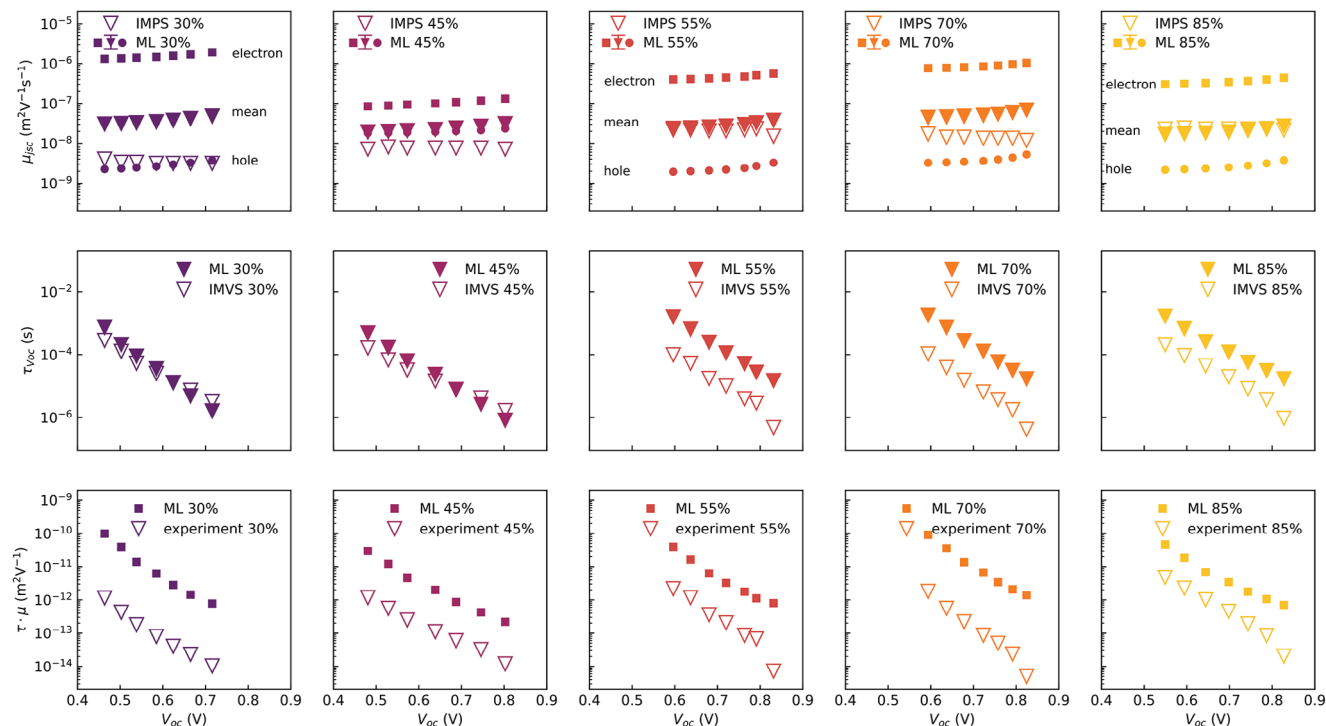 IMPS 30%
ML 30%
electron
mean
hole
10⁻⁵
10⁻⁶
10⁻⁷
10⁻⁸
10⁻⁹
μ_jsc (m²V⁻¹s⁻¹)
IMPS 45%
ML 45%
IMPS 55%
ML 55%
electron
mean
hole
IMPS 70%
ML 70%
IMPS 85%
ML 85%
electron
mean
hole
ML 30%
IMVS 30%
10⁻²
10⁻⁴
10⁻⁶
τ_Voc (s)
ML 45%
IMVS 45%
ML 55%
IMVS 55%
ML 70%
IMVS 70%
ML 85%
IMVS 85%
ML 30%
experiment 30%
10⁻⁹
10⁻¹⁰
10⁻¹¹
10⁻¹²
10⁻¹³
10⁻¹⁴
τ · μ (m²V⁻¹)
ML 45%
experiment 45%
ML 55%
experiment 55%
ML 70%
experiment 70%
ML 85%
experiment 85%
0.4 0.5 0.6 0.7 0.8 0.9
0.4 0.5 0.6 0.7 0.8 0.9
0.4 0.5 0.6 0.7 0.8 0.9
0.4 0.5 0.6 0.7 0.8 0.9
0.4 0.5 0.6 0.7 0.8 0.9
V_oc (V)
V_oc (V)
V_oc (V)
V_oc (V)
V_oc (V)